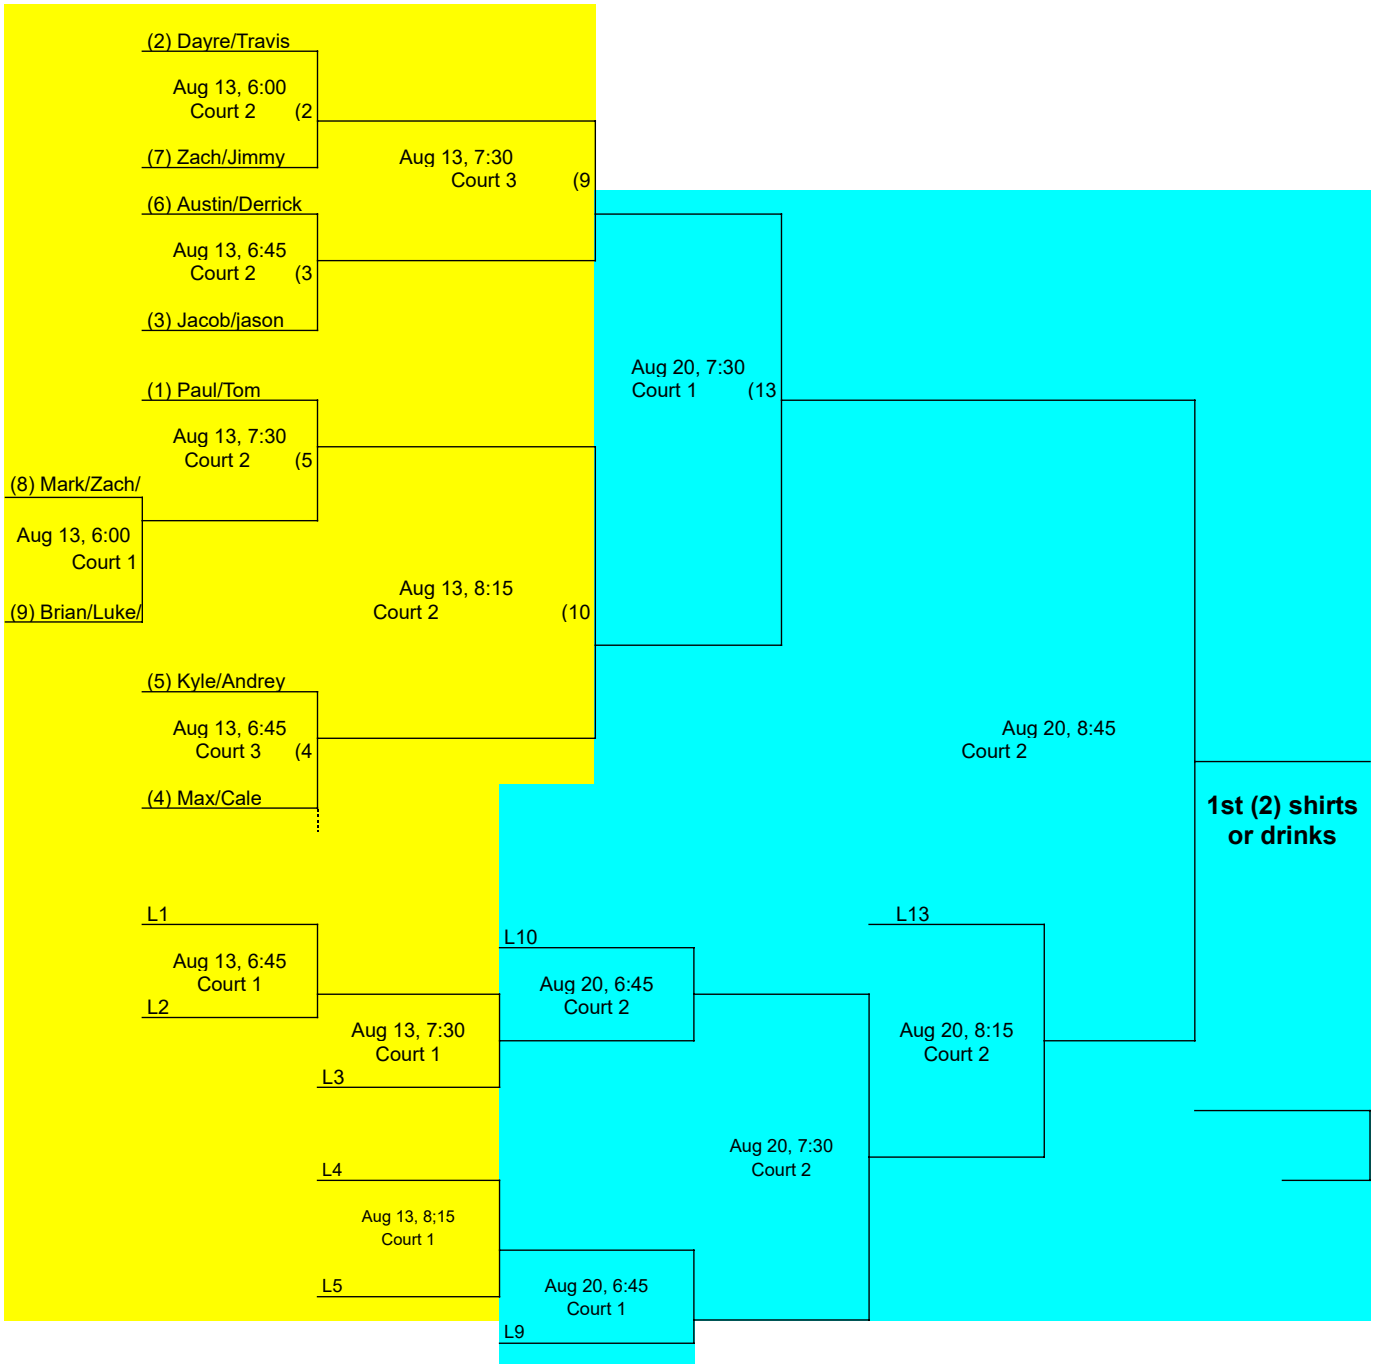 (2) Dayre/Travis
Aug 13, 6:00
Court 2 (2
(7) Zach/Jimmy
Aug 13, 7:30
Court 3 (9
(6) Austin/Derrick
Aug 13, 6:45
Court 2 (3
(3) Jacob/jason
Aug 20, 7:30
Court 1 (13
(1) Paul/Tom
Aug 13, 7:30
Court 2 (5
(8) Mark/Zach/
Aug 13, 6:00
Court 1
(9) Brian/Luke/
Aug 13, 8:15
Court 2 (10
(5) Kyle/Andrey
Aug 13, 6:45
Court 3 (4
(4) Max/Cale
Aug 20, 8:45
Court 2
1st (2) shirts
or drinks
L1
Aug 13, 6:45
Court 1
L2
L10
Aug 20, 6:45
Court 2
L13
Aug 13, 7:30
Court 1
L3
Aug 20, 8:15
Court 2
L4
Aug 20, 7:30
Court 2
Aug 13, 8;15
Court 1
L5
Aug 20, 6:45
Court 1
L9